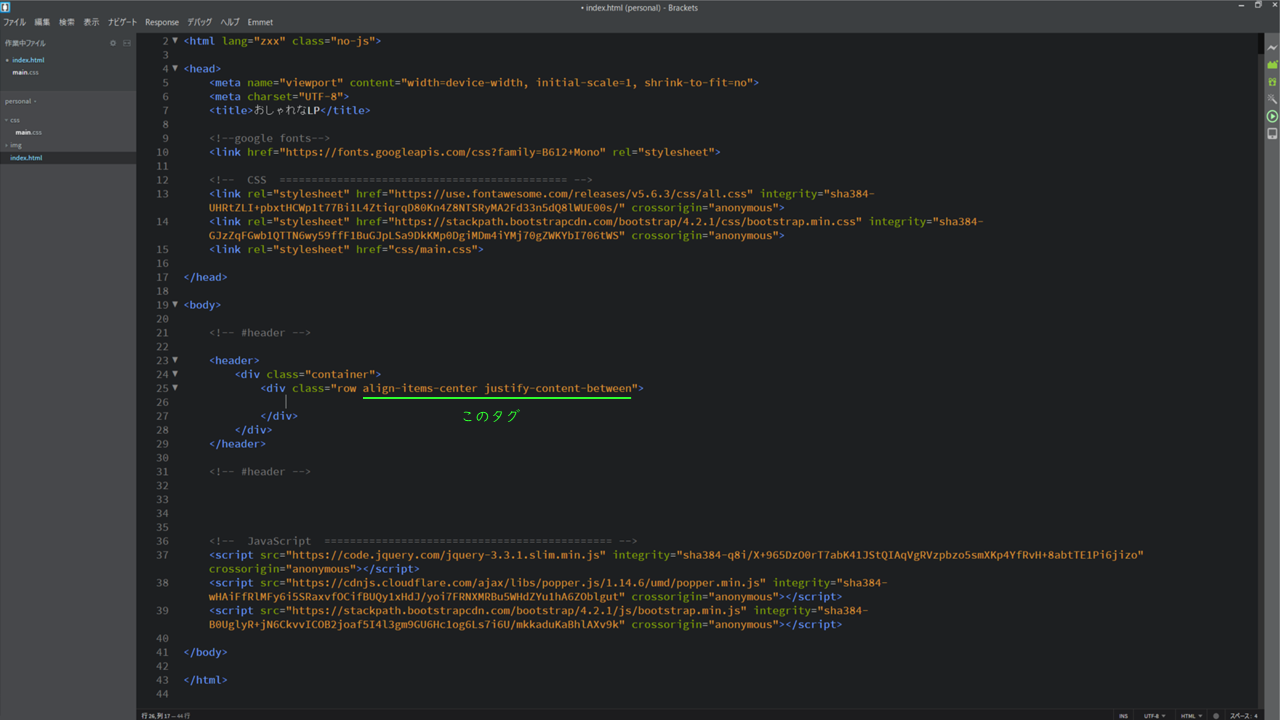 • index.html (personal) - Brackets
ファイル 編集 検索 表示 ナビゲート Response デバッグ ヘルプ Emmet
作業中ファイル
• index.html
main.css
personal
css
main.css
img
index.html
2 <html lang="zxx" class="no-js">
3
4 <head>
5 <meta name="viewport" content="width=device-width, initial-scale=1, shrink-to-fit=no">
6 <meta charset="UTF-8">
7 <title>おしゃれなLP</title>
8
9 <!--google fonts-->
10 <link href="https://fonts.googleapis.com/css?family=B612+Mono" rel="stylesheet">
11
12 <!-- CSS ============================================= -->
13 <link rel="stylesheet" href="https://use.fontawesome.com/releases/v5.6.3/css/all.css" integrity="sha384-
UHRtZLI+pbxtHCWp1t77Bi1L4ZtiqrqD80Kn4Z8NTSRyMA2Fd33n5dQ8lWUE00s/" crossorigin="anonymous">
14 <link rel="stylesheet" href="https://stackpath.bootstrapcdn.com/bootstrap/4.2.1/css/bootstrap.min.css" integrity="sha384-
GJzZqFGwb1QTTN6wy59ffF1BuGJpLSa9DkKMp0DgiMDm4iYMj70gZWKYbI706tWS" crossorigin="anonymous">
15 <link rel="stylesheet" href="css/main.css">
16
17 </head>
18
19 <body>
20
21 <!-- #header -->
22
23 <header>
24 <div class="container">
25 <div class="row align-items-center justify-content-between">
26
27 </div>
このタグ
28 </div>
29 </header>
30
31 <!-- #header -->
32
33
34
35
36 <!-- JavaScript ============================================= -->
37 <script src="https://code.jquery.com/jquery-3.3.1.slim.min.js" integrity="sha384-q8i/X+965DzO0rT7abK41JStQIAqVgRVzpbzo5smXKp4YfRvH+8abtTE1Pi6jizo"
crossorigin="anonymous"></script>
38 <script src="https://cdnjs.cloudflare.com/ajax/libs/popper.js/1.14.6/umd/popper.min.js" integrity="sha384-
wHAiFfRlMFy6i5SRaxvfOCifBUQy1xHdJ/yoi7FRNXMRBu5WHdZYu1hA6ZOblgut" crossorigin="anonymous"></script>
39 <script src="https://stackpath.bootstrapcdn.com/bootstrap/4.2.1/js/bootstrap.min.js" integrity="sha384-
B0UglyR+jN6CkvvICOB2joaf5I4l3gm9GU6Hc1og6Ls7i6U/mkkaduKaBhlAXv9k" crossorigin="anonymous"></script>
40
41 </body>
42
43 </html>
44
行 26, 列 17 — 44 行 INS UTF-8 HTML スペース: 4